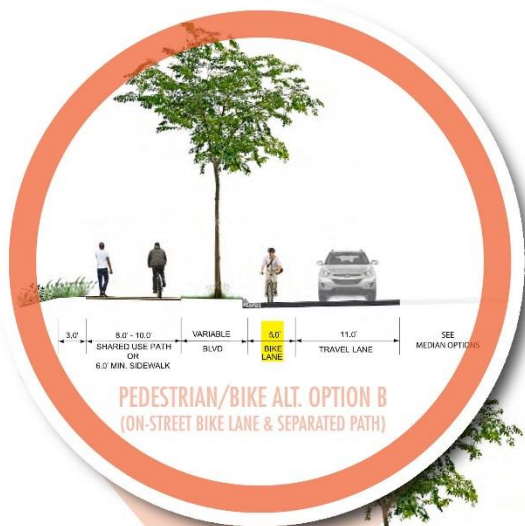 3.0'
8.0' - 10.0'
SHARED USE PATH
OR
6.0' MIN. SIDEWALK
VARIABLE
BLVD
5.0'
BIKE
LANE
11.0'
TRAVEL LANE
SEE
MEDIAN OPTIONS
PEDESTRIAN/BIKE ALT. OPTION B
(ON-STREET BIKE LANE & SEPARATED PATH)